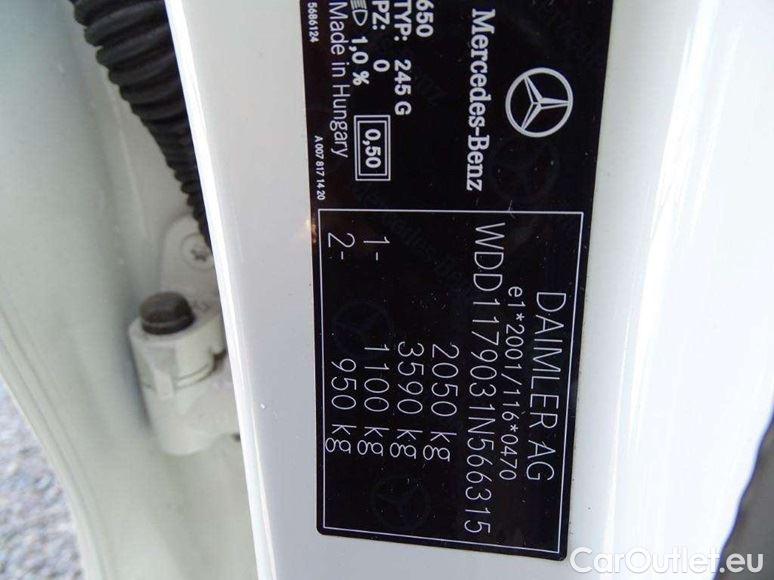 Mercedes-Benz
650
TYP: 245 G
PZ: 0
1,0 %
0,50
Made in Hungary
5686124
A 007 817 14 20
DAIMLER AG
e1*2001/116*0470
WDD1179031N566315
2050 kg
3590 kg
1- 1100 kg
2- 950 kg
CarOutlet.eu